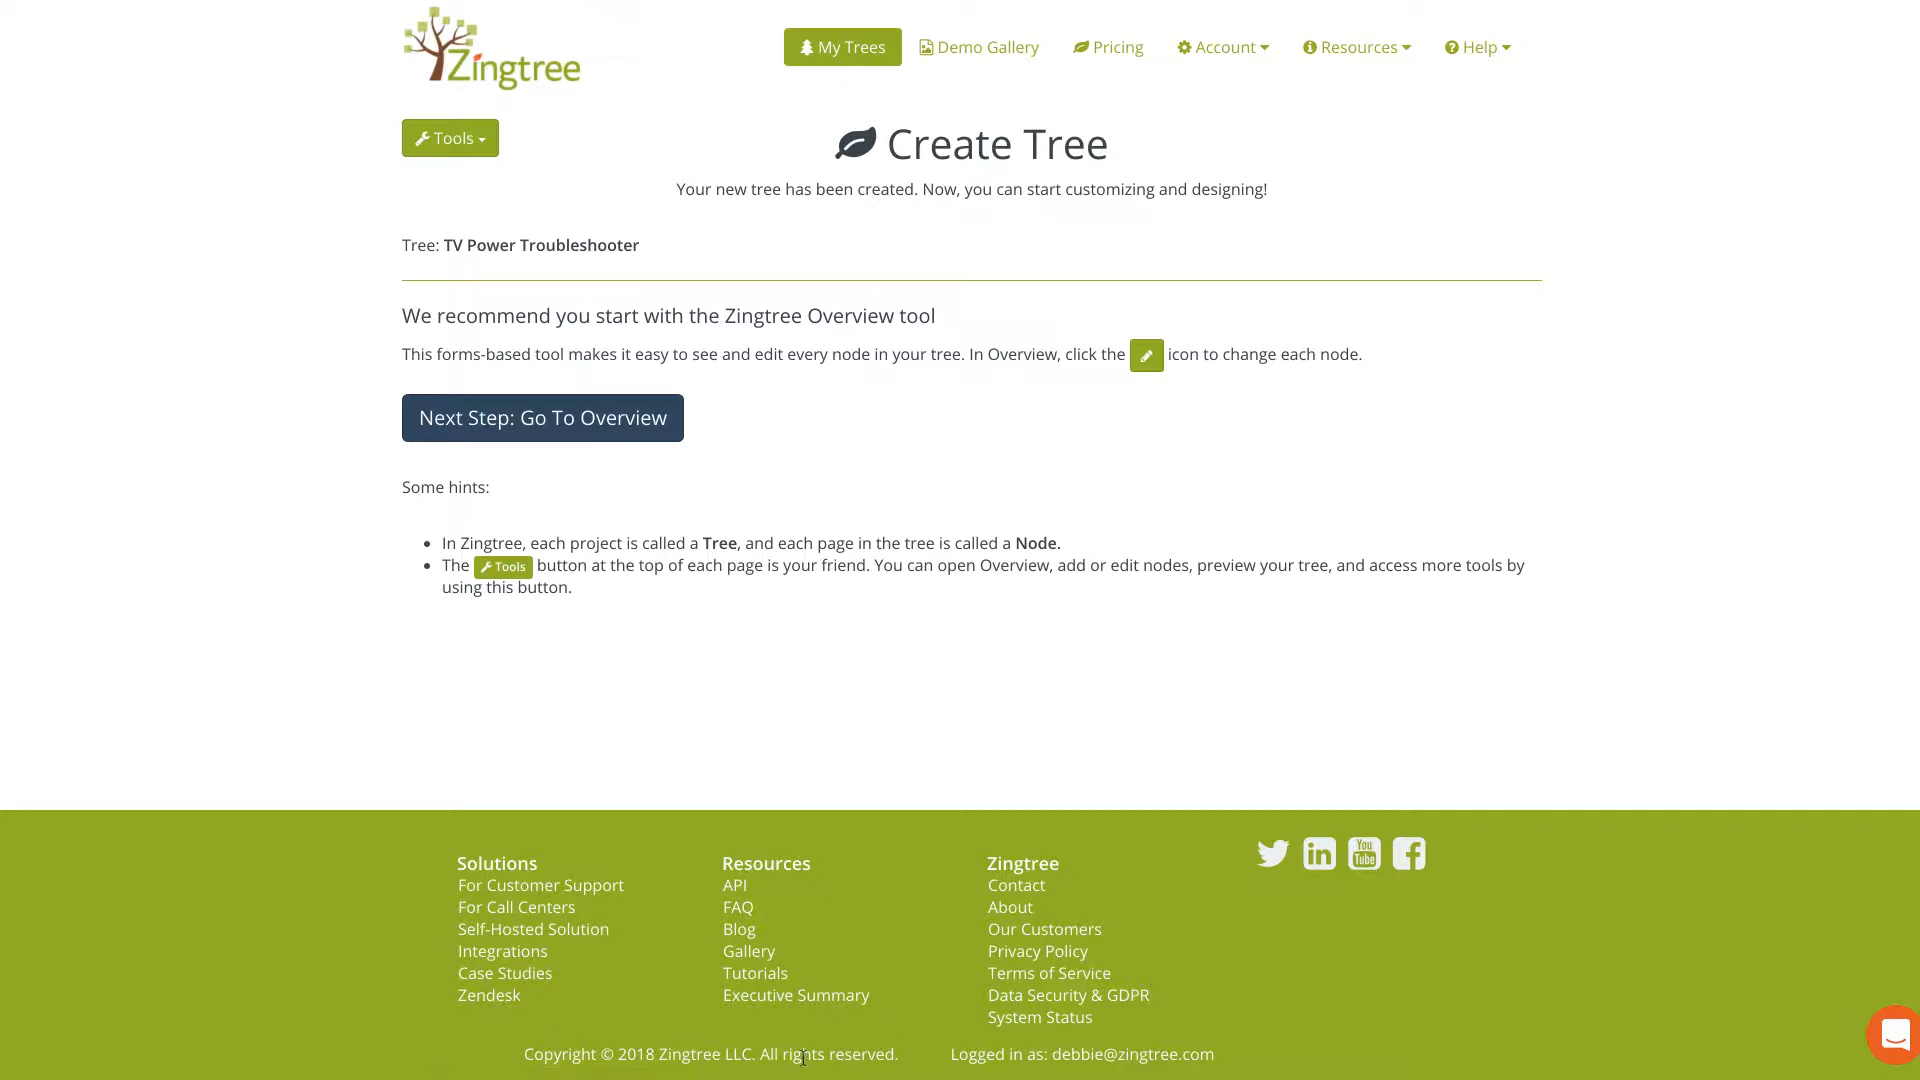 Zingtree
My Trees Demo Gallery Pricing Account Resources Help
Tools
Create Tree
Your new tree has been created. Now, you can start customizing and designing!
Tree: TV Power Troubleshooter
We recommend you start with the Zingtree Overview tool
This forms-based tool makes it easy to see and edit every node in your tree. In Overview, click the icon to change each node.
Next Step: Go To Overview
Some hints:
In Zingtree, each project is called a Tree, and each page in the tree is called a Node.
The Tools button at the top of each page is your friend. You can open Overview, add or edit nodes, preview your tree, and access more tools by
using this button.
Solutions
For Customer Support
For Call Centers
Self-Hosted Solution
Integrations
Case Studies
Zendesk
Resources
API
FAQ
Blog
Gallery
Tutorials
Executive Summary
Zingtree
Contact
About
Our Customers
Privacy Policy
Terms of Service
Data Security & GDPR
System Status
in
You
Tube
f
Copyright © 2018 Zingtree LLC. All rights reserved.
Logged in as: debbie@zingtree.com